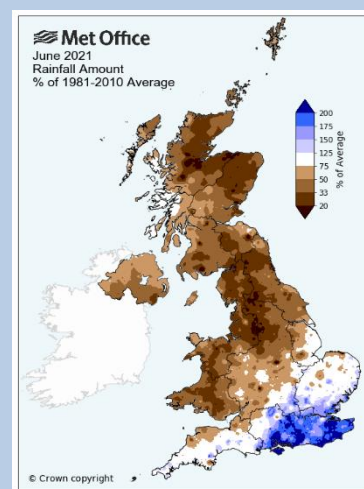 Met Office
June 2021
Rainfall Amount
% of 1981-2010 Average
200
175
150
125
75
50
33
20
% of Average
© Crown copyright